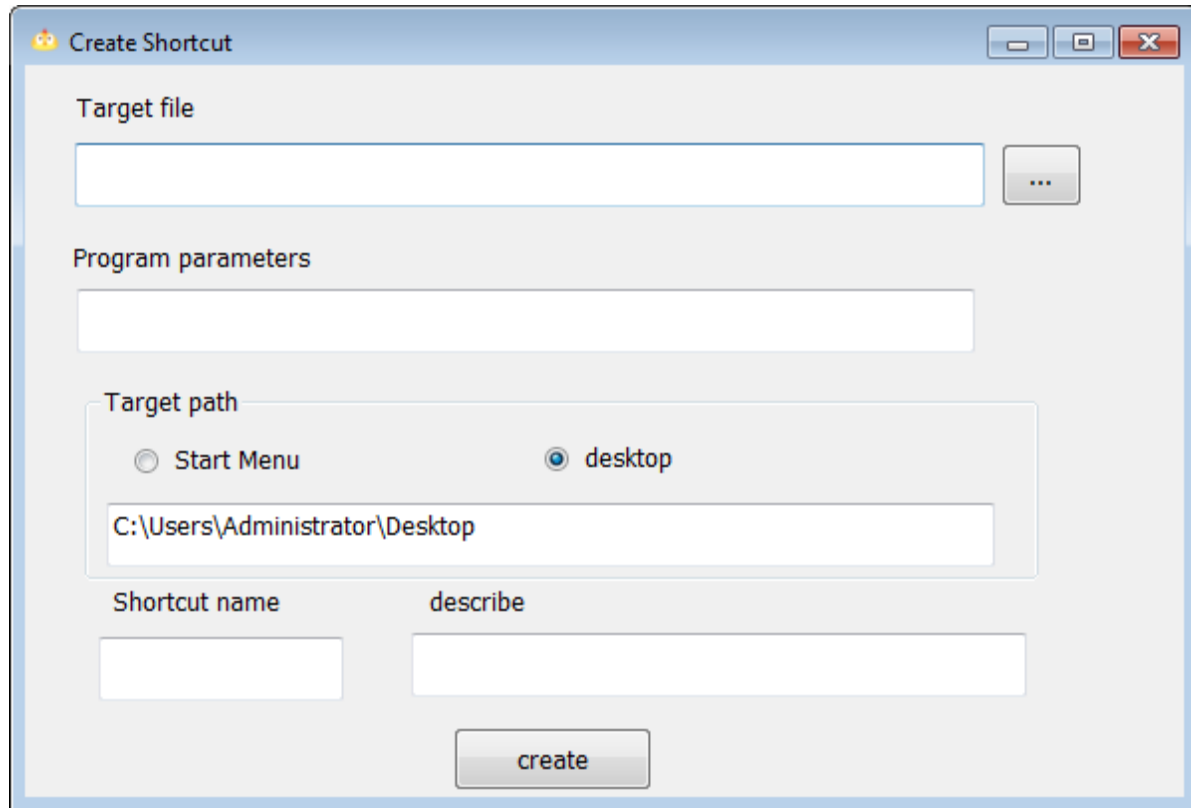 Create Shortcut
Target file
...
Program parameters
Target path
Start Menu
desktop
C:\Users\Administrator\Desktop
Shortcut name
describe
create